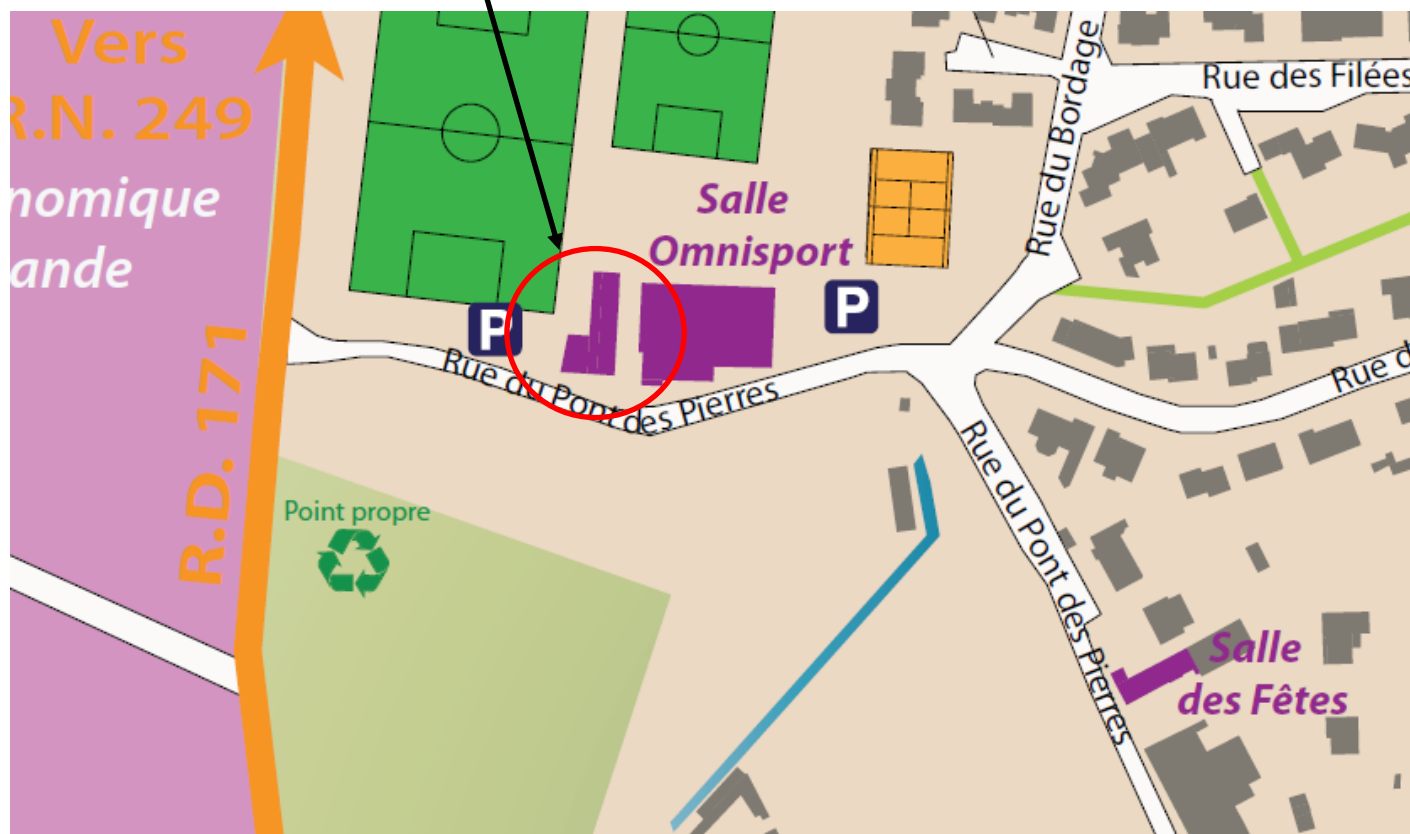 Vers
R.N. 249
nomique
ande
R.D. 171
Salle
Omnisport
P
P
Rue du Bordage
Rue des Filées
Rue du Pont des Pierres
Rue d
Point propre
Rue du Pont des Pierres
Salle
des Fêtes